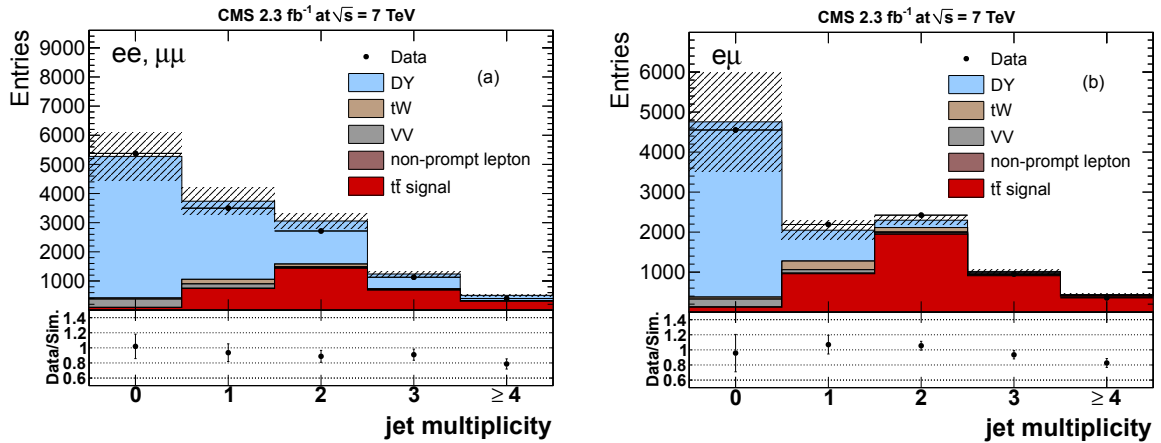 CMS 2.3 fb⁻¹ at √s = 7 TeV
ee, μμ
(a)
Entries
9000
8000
7000
6000
5000
4000
3000
2000
1000
Data
DY
tW
VV
non-prompt lepton
tt̄ signal
Data/Sim.
1.4
1.2
1
0.8
0.6
0 1 2 3 ≥ 4
jet multiplicity
CMS 2.3 fb⁻¹ at √s = 7 TeV
eμ
(b)
Entries
6000
5000
4000
3000
2000
1000
Data
DY
tW
VV
non-prompt lepton
tt̄ signal
Data/Sim.
1.4
1.2
1
0.8
0.6
0 1 2 3 ≥ 4
jet multiplicity